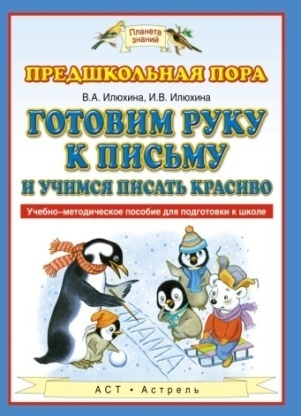 Планета
знаний
ПРЕДШКОЛЬНАЯ ПОРА
В.А. Илюхина, И.В. Илюхина
ГОТОВИМ РУКУ
К ПИСЬМУ
И УЧИМСЯ ПИСАТЬ КРАСИВО
Учебно-методическое пособие для подготовки к школе
МАМА
АСТ • Астрель